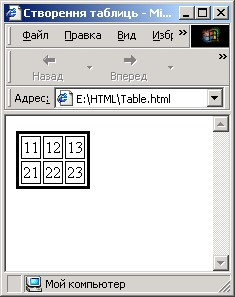 Створення таблиць - Mi...
Файл Правка Вид Избр »
Назад Вперед »
Адрес: E:\HTML\Table.html
11 12 13
21 22 23
Мой компьютер